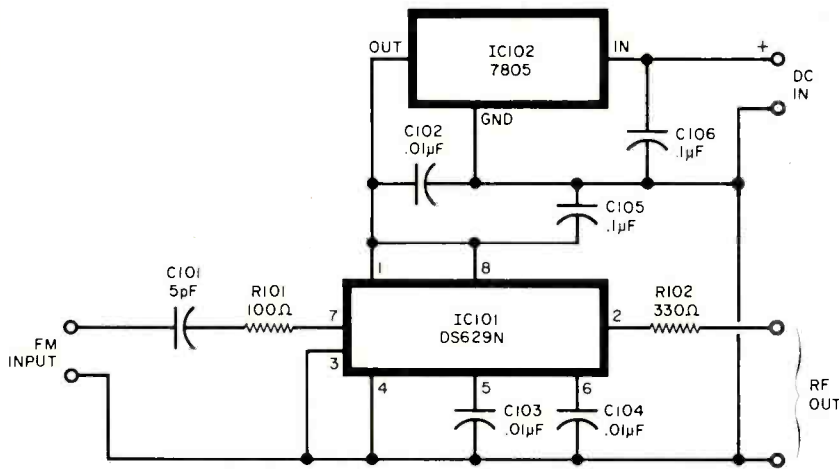 OUT
IC102
7805
IN
GND
+
DC
IN
C102
.01µF
C106
.1µF
C105
.1µF
C101
5pF
R101
100Ω
1
8
7
3
IC101
DS629N
2
R102
330Ω
FM
INPUT
4
5
6
C103
.01µF
C104
.01µF
RF
OUT